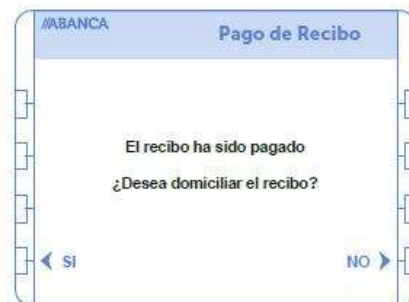 //ABANCA
Pago de Recibo
El recibo ha sido pagado
¿Desea domiciliar el recibo?
SI
NO